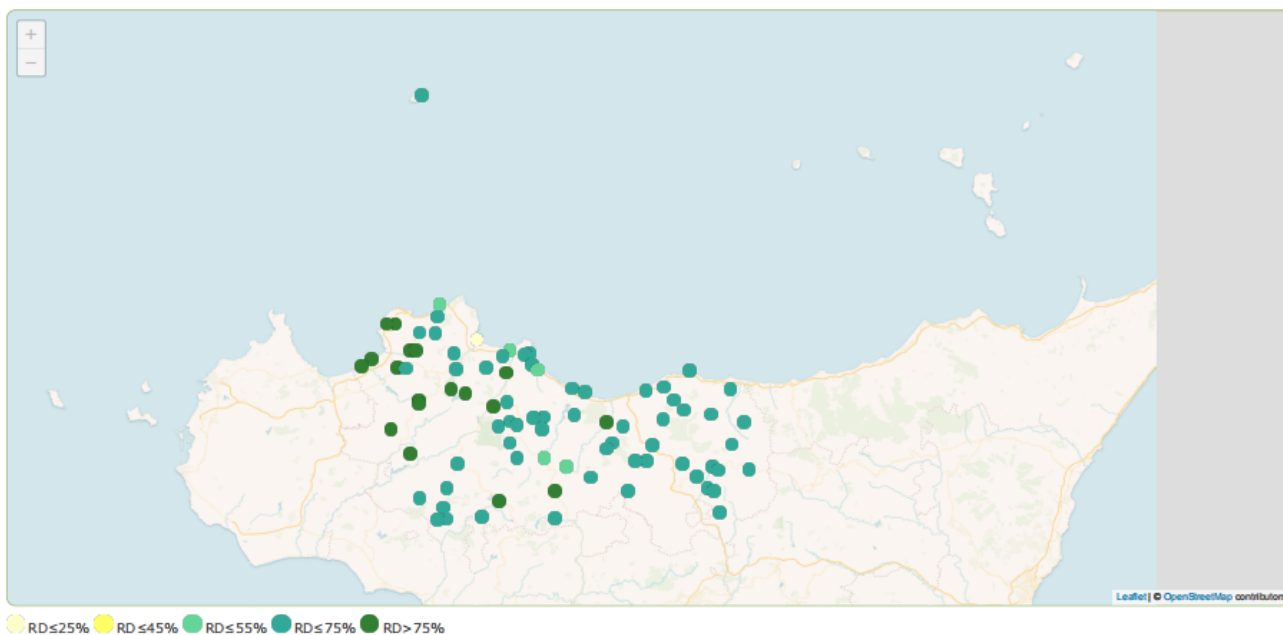 +
−
Leaflet | © OpenStreetMap contributors
RD≤25% RD≤45% RD≤55% RD≤75% RD>75%